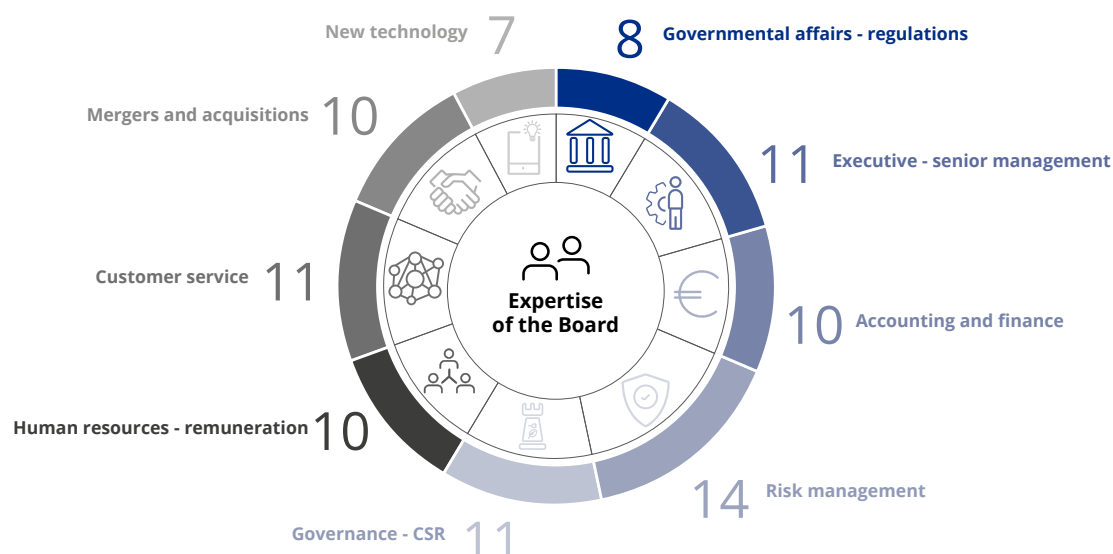 New technology 7
8 Governmental affairs - regulations
Mergers and acquisitions 10
11 Executive - senior management
Customer service 11
Expertise
of the Board
10 Accounting and finance
Human resources - remuneration 10
14 Risk management
Governance - CSR 11